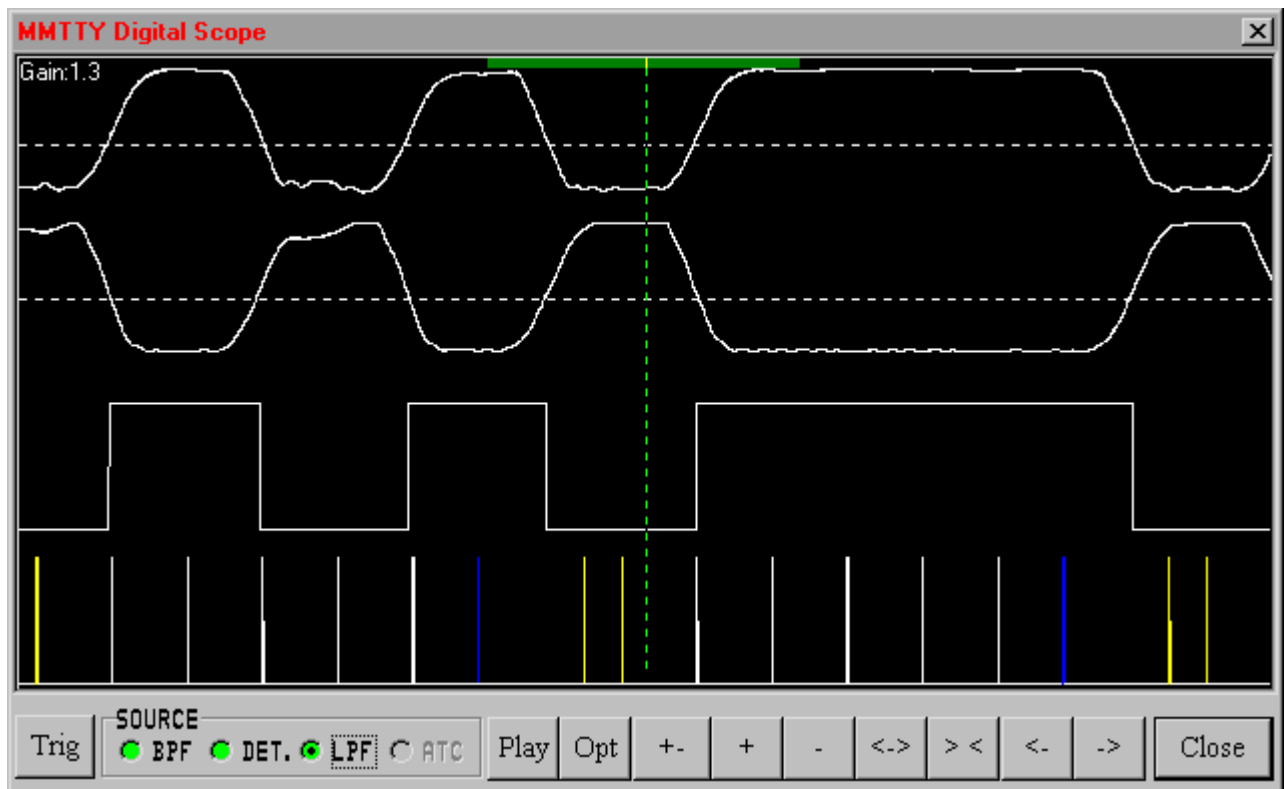 MMTTY Digital Scope
Gain:1.3
SOURCE
Trig BPF DET. LPF ATC Play Opt +- + - <-> > < <- -> Close